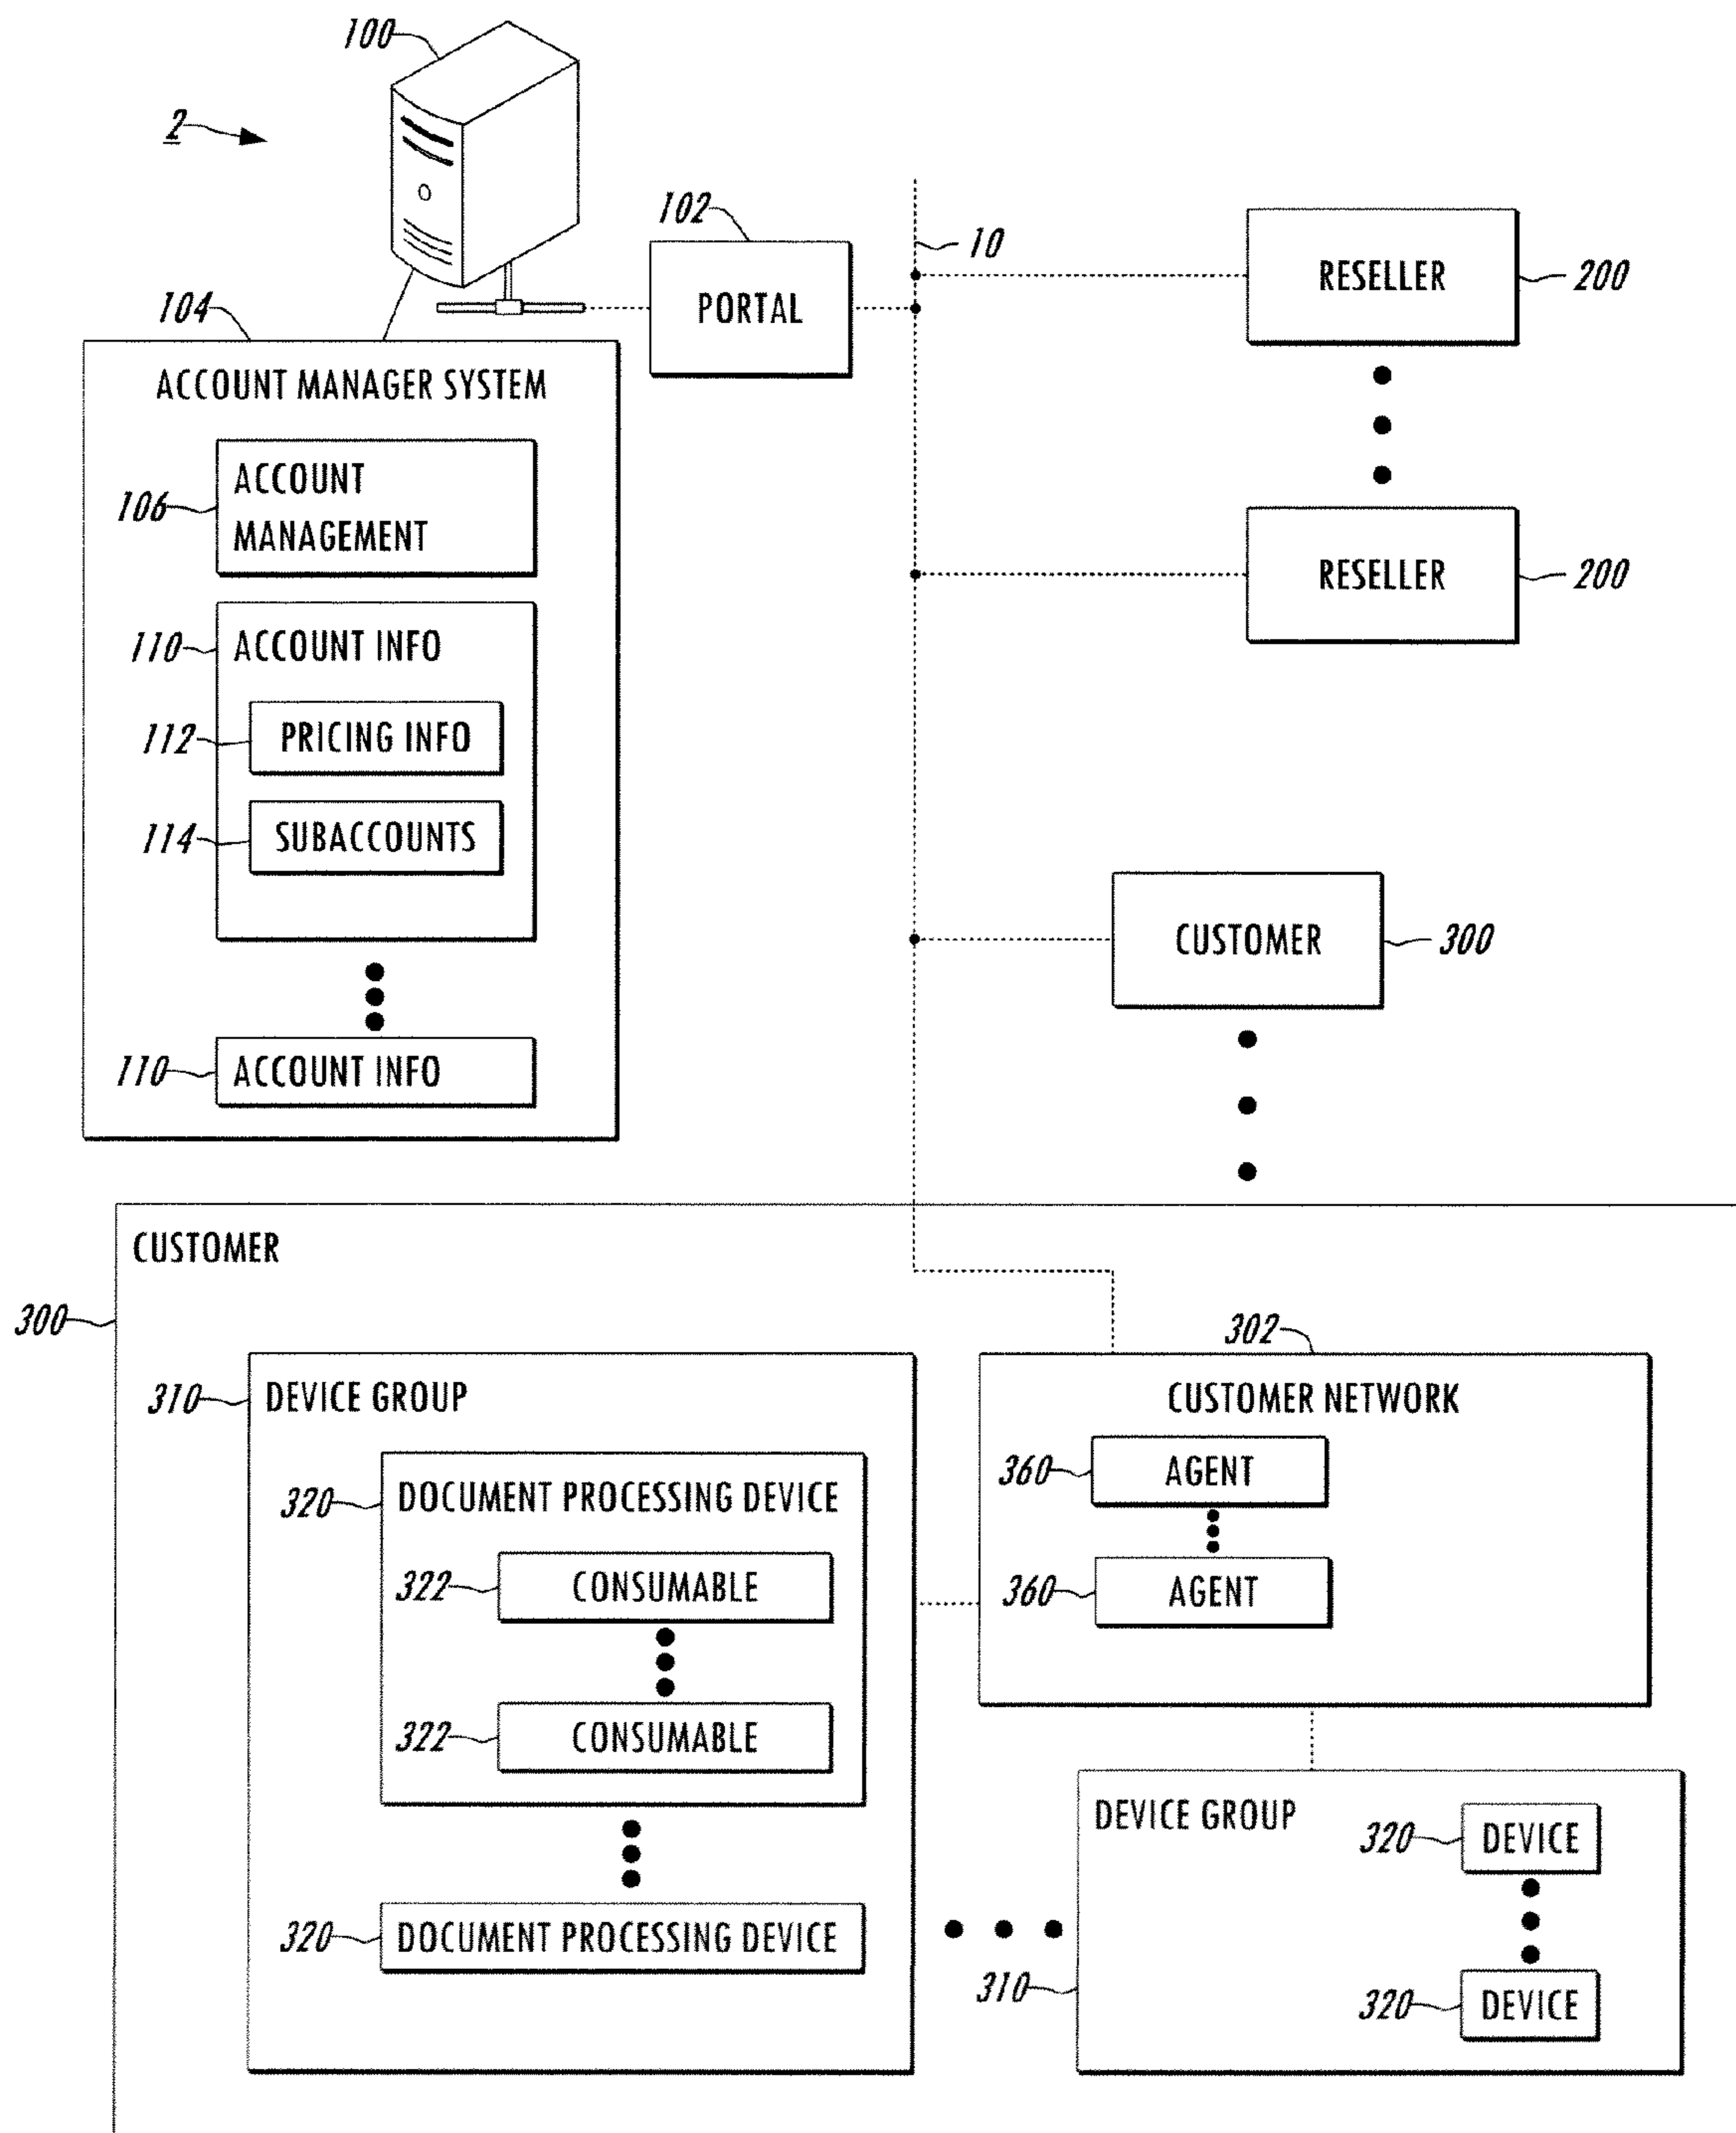 100
2
102
10
RESELLER
200
PORTAL
104
ACCOUNT MANAGER SYSTEM
106
ACCOUNT
MANAGEMENT
RESELLER
200
110
ACCOUNT INFO
112
PRICING INFO
114
SUBACCOUNTS
CUSTOMER
300
110
ACCOUNT INFO
CUSTOMER
300
302
310
DEVICE GROUP
CUSTOMER NETWORK
320
DOCUMENT PROCESSING DEVICE
360
AGENT
322
CONSUMABLE
360
AGENT
322
CONSUMABLE
DEVICE GROUP
320
DEVICE
320
DOCUMENT PROCESSING DEVICE
310
320
DEVICE